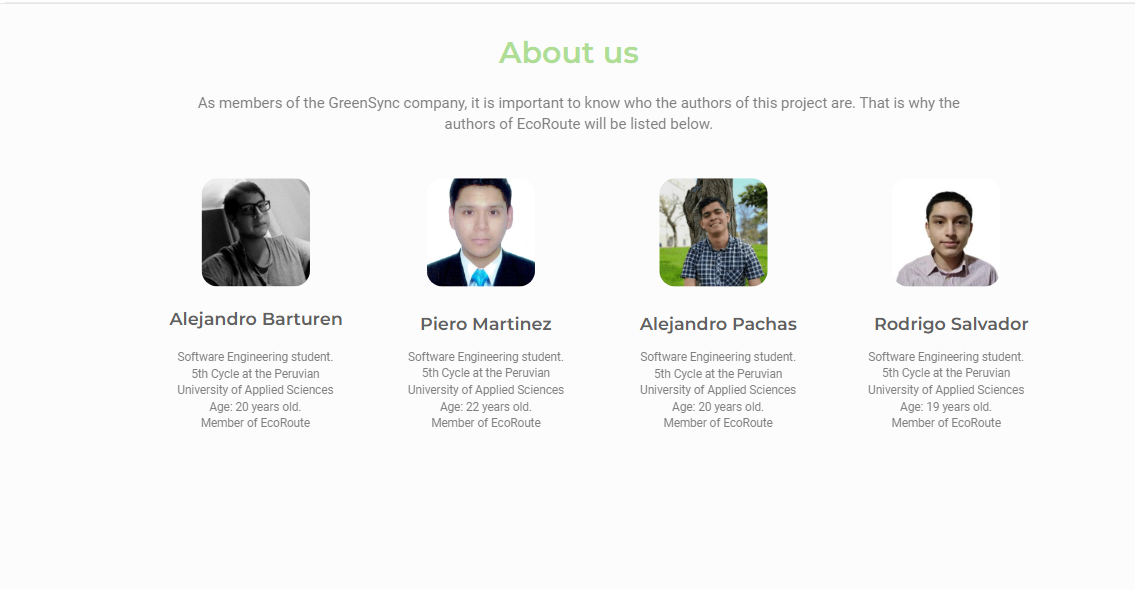 About us
As members of the GreenSync company, it is important to know who the authors of this project are. That is why the
authors of EcoRoute will be listed below.
Alejandro Barturen
Software Engineering student.
5th Cycle at the Peruvian
University of Applied Sciences
Age: 20 years old.
Member of EcoRoute
Piero Martinez
Software Engineering student.
5th Cycle at the Peruvian
University of Applied Sciences
Age: 22 years old.
Member of EcoRoute
Alejandro Pachas
Software Engineering student.
5th Cycle at the Peruvian
University of Applied Sciences
Age: 20 years old.
Member of EcoRoute
Rodrigo Salvador
Software Engineering student.
5th Cycle at the Peruvian
University of Applied Sciences
Age: 19 years old.
Member of EcoRoute